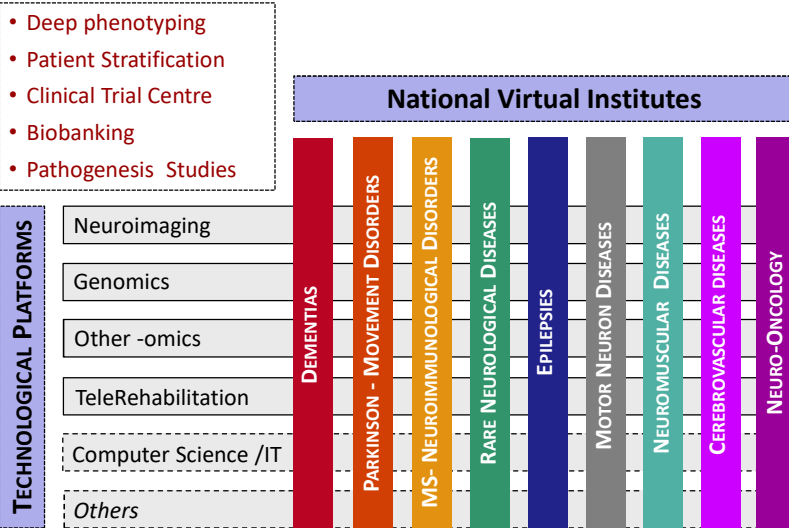 • Deep phenotyping
• Patient Stratification
• Clinical Trial Centre
• Biobanking
• Pathogenesis Studies
National Virtual Institutes
TECHNOLOGICAL PLATFORMS
Neuroimaging
Genomics
Other -omics
TeleRehabilitation
Computer Science /IT
Others
DEMENTIAS
PARKINSON - MOVEMENT DISORDERS
MS- NEUROIMMUNOLOGICAL DISORDERS
RARE NEUROLOGICAL DISEASES
EPILEPSIES
MOTOR NEURON DISEASES
NEUROMUSCULAR DISEASES
CEREBROVASCULAR DISEASES
NEURO-ONCOLOGY